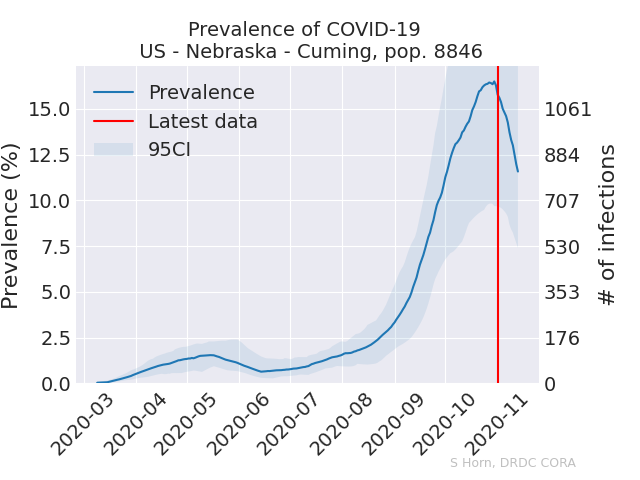 Prevalence of COVID-19
US - Nebraska - Cuming, pop. 8846
Prevalence
Latest data
95CI
Prevalence (%)
15.0
12.5
10.0
7.5
5.0
2.5
0.0
1061
884
707
530
353
176
0
# of infections
2020-03
2020-04
2020-05
2020-06
2020-07
2020-08
2020-09
2020-10
2020-11
S Horn, DRDC CORA